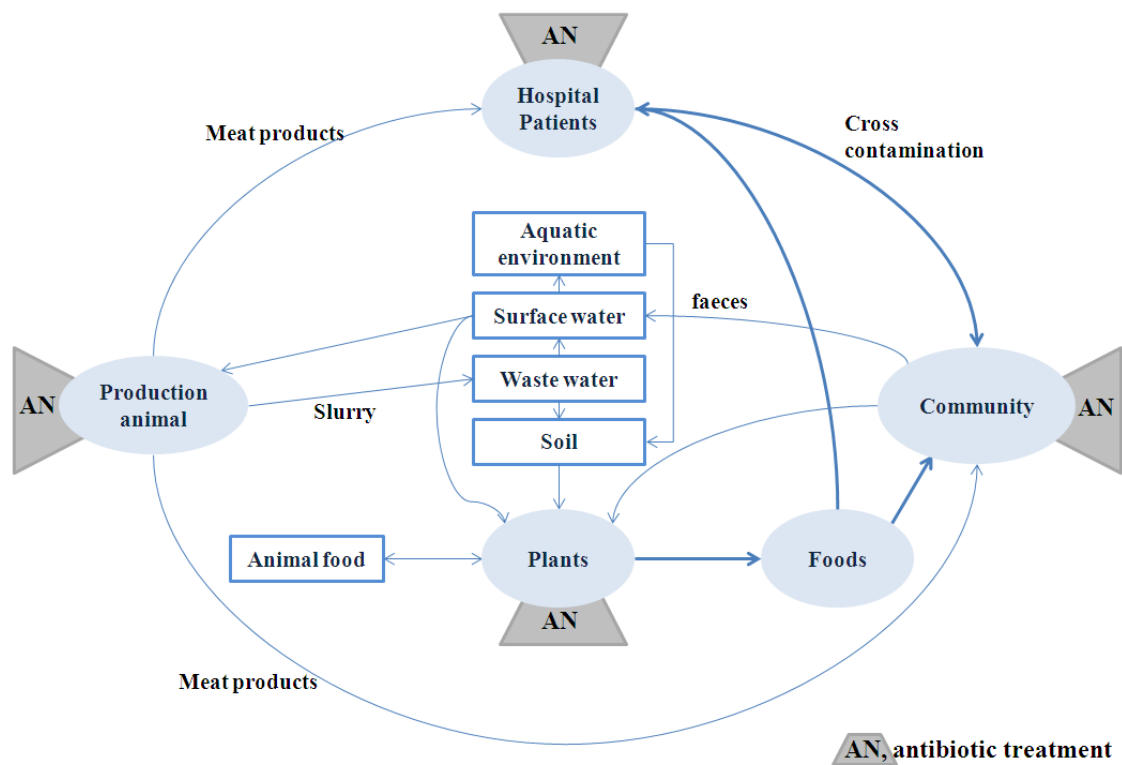 AN
Hospital
Patients
Meat products
Cross
contamination
Aquatic
environment
faeces
Surface water
Production
animal
AN
Waste water
Slurry
Community
AN
Soil
Animal food
Plants
Foods
AN
Meat products
AN, antibiotic treatment